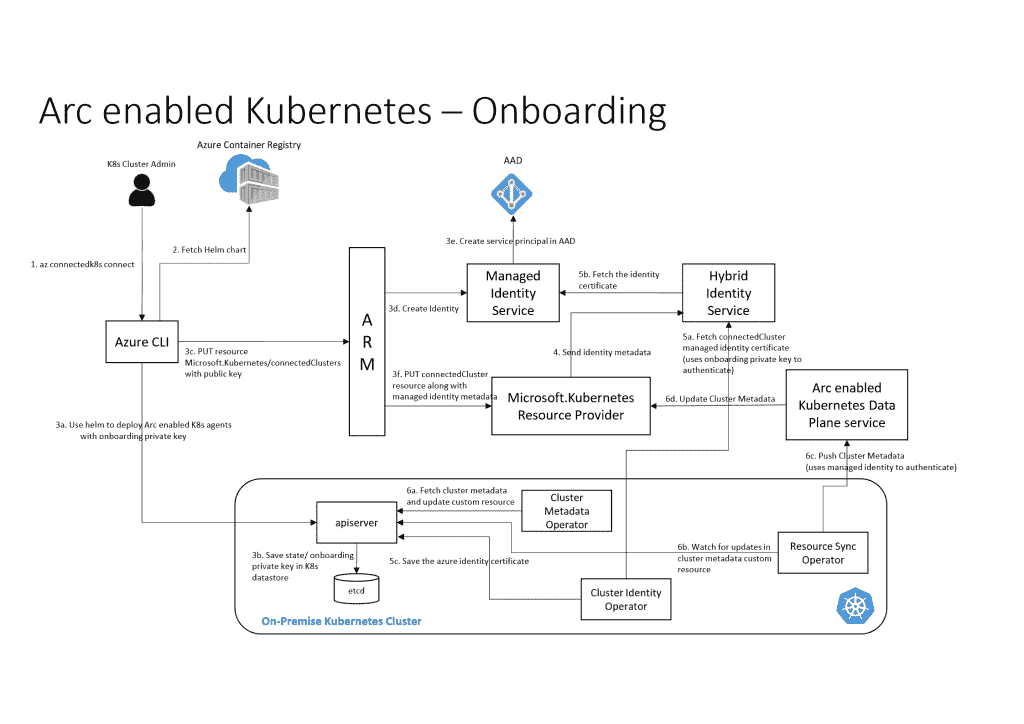 Arc enabled Kubernetes – Onboarding
Azure Container Registry
K8s Cluster Admin
AAD
2. Fetch Helm chart
1. az connectedk8s connect
3e. Create service principal in AAD
Managed
Identity
Service
5b. Fetch the identity
certificate
Hybrid
Identity
Service
3d. Create Identity
Azure CLI
A
R
M
3c. PUT resource
Microsoft.Kubernetes/connectedClusters
with public key
4. Send identity metadata
5a. Fetch connectedCluster
managed identity certificate
(uses onboarding private key to
authenticate)
3f. PUT connectedCluster
resource along with
managed identity metadata
Microsoft.Kubernetes
Resource Provider
6d. Update Cluster Metadata
Arc enabled
Kubernetes Data
Plane service
3a. Use helm to deploy Arc enabled K8s agents
with onboarding private key
6c. Push Cluster Metadata
(uses managed identity to authenticate)
6a. Fetch cluster metadata
and update custom resource
Cluster
Metadata
Operator
apiserver
3b. Save state/ onboarding
private key in K8s
datastore
5c. Save the azure identity certificate
6b. Watch for updates in
cluster metadata custom
resource
Resource Sync
Operator
etcd
Cluster Identity
Operator
On-Premise Kubernetes Cluster